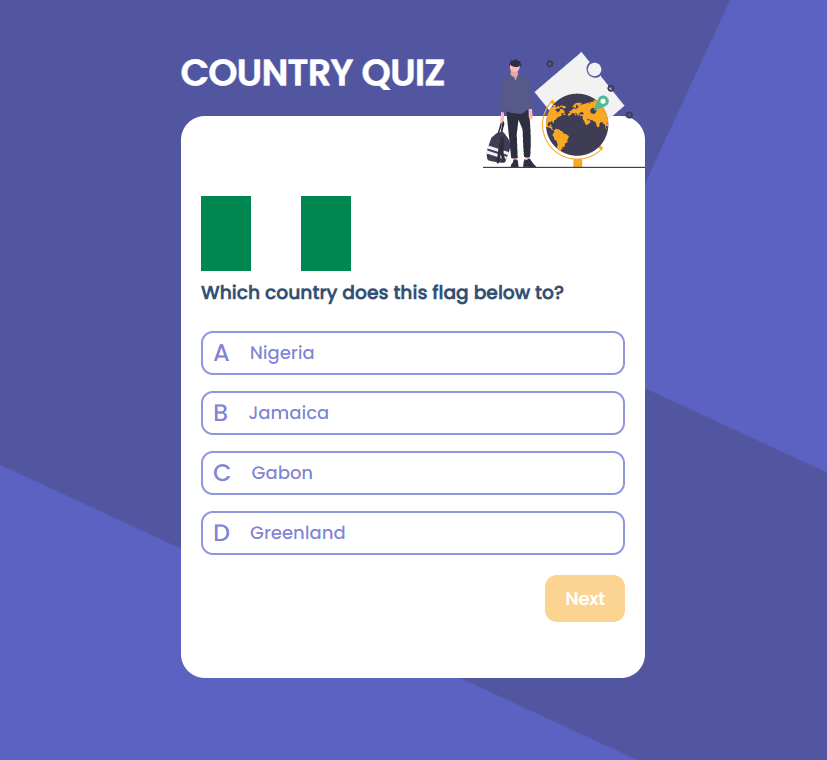 COUNTRY QUIZ
Which country does this flag below to?
A Nigeria
B Jamaica
C Gabon
D Greenland
Next